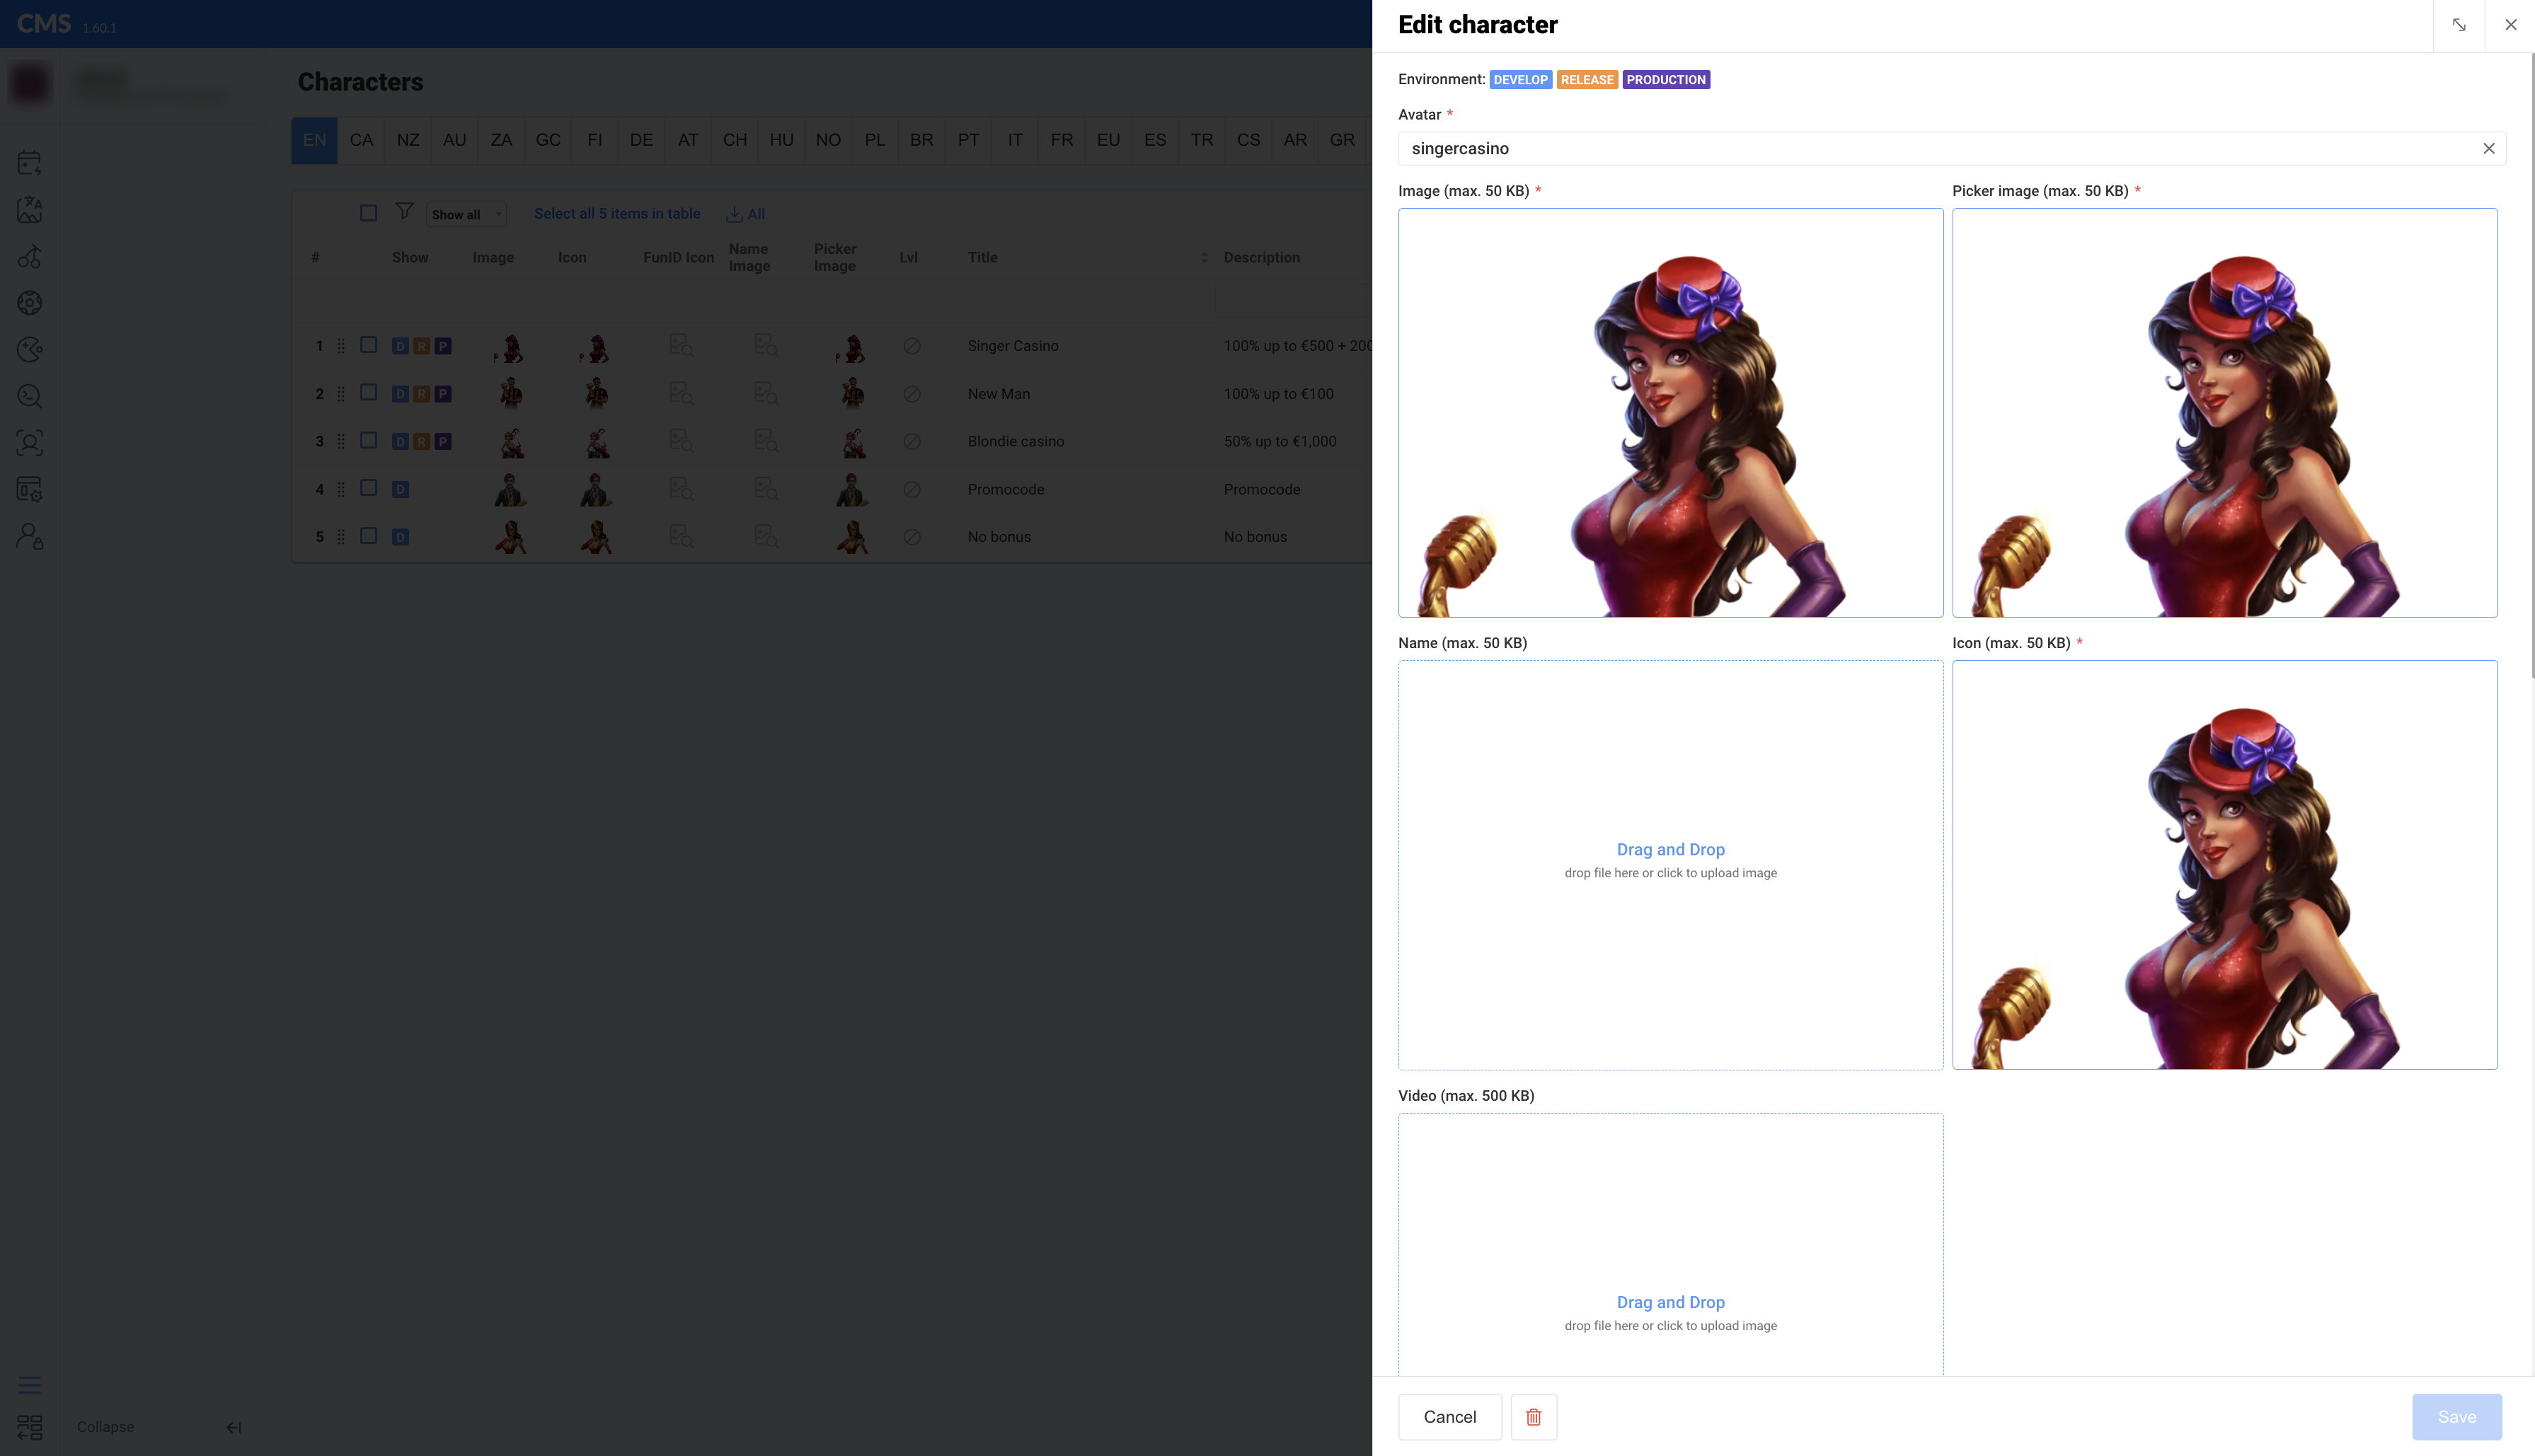 CMS 1.60.1
Characters
EN CA NZ AU ZA GC FI DE AT CH HU NO PL BR PT IT FR EU ES TR CS AR GR
Show all Select all 5 items in table All
# Show Image Icon FunID Icon Name Image Picker Image Lvl Title Description
1 D R P Singer Casino 100% up to €500 + 200
2 D R P New Man 100% up to €100
3 D R P Blondie casino 50% up to €1,000
4 D Promocode Promocode
5 D No bonus No bonus
Collapse
Edit character
Environment: DEVELOP RELEASE PRODUCTION
Avatar *
singercasino
Image (max. 50 KB) * Picker image (max. 50 KB) *
Name (max. 50 KB) Icon (max. 50 KB) *
Drag and Drop
drop file here or click to upload image
Video (max. 500 KB)
Drag and Drop
drop file here or click to upload image
Cancel Save